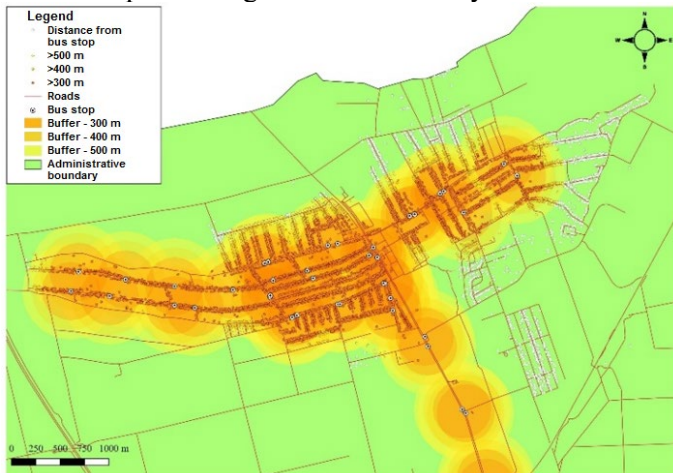 Legend
Distance from
bus stop
>500 m
>400 m
>300 m
Roads
Bus stop
Buffer - 300 m
Buffer - 400 m
Buffer - 500 m
Administrative
boundary
N
W E
S
0 250 500 750 1000 m